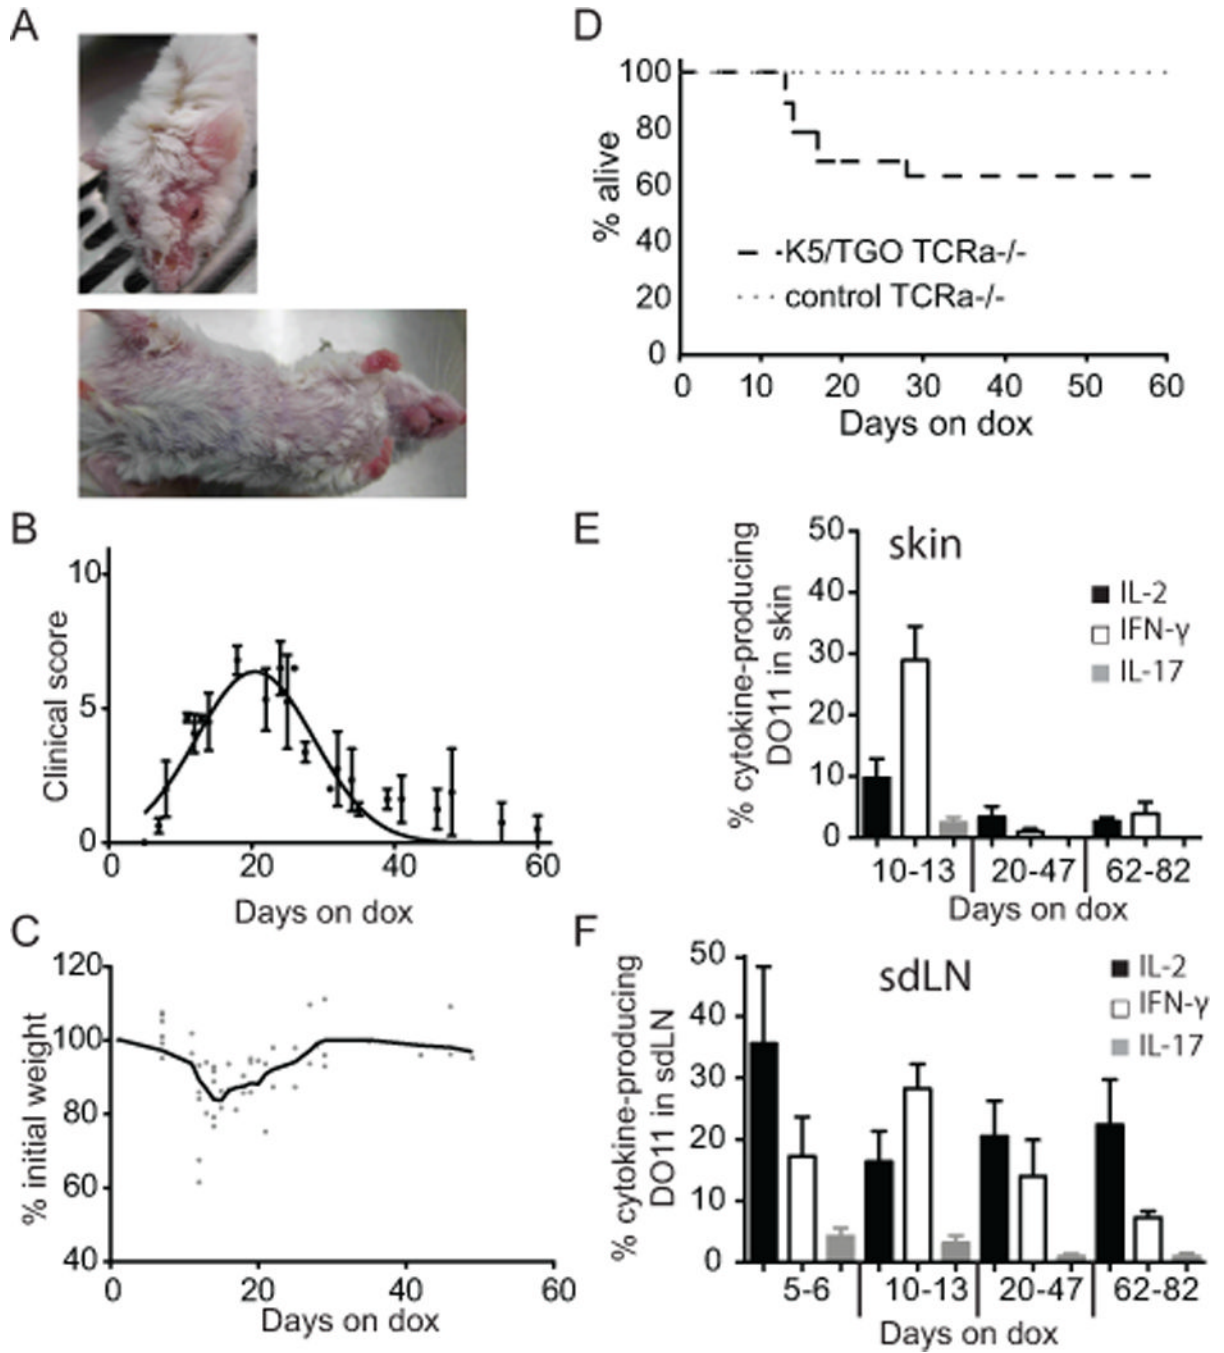 A
B
10
5
0
Clinical score
0 20 40 60
Days on dox
C
120
100
80
60
40
% initial weight
0 20 40 60
Days on dox
D
100
80
60
40
20
0
% alive
K5/TGO TCRa-/-
control TCRa-/-
0 10 20 30 40 50 60
Days on dox
E
skin
50
40
30
20
10
0
% cytokine-producing
DO11 in skin
IL-2
IFN-γ
IL-17
10-13 20-47 62-82
Days on dox
F
sdLN
50
40
30
20
10
0
% cytokine-producing
DO11 in sdLN
IL-2
IFN-γ
IL-17
5-6 10-13 20-47 62-82
Days on dox